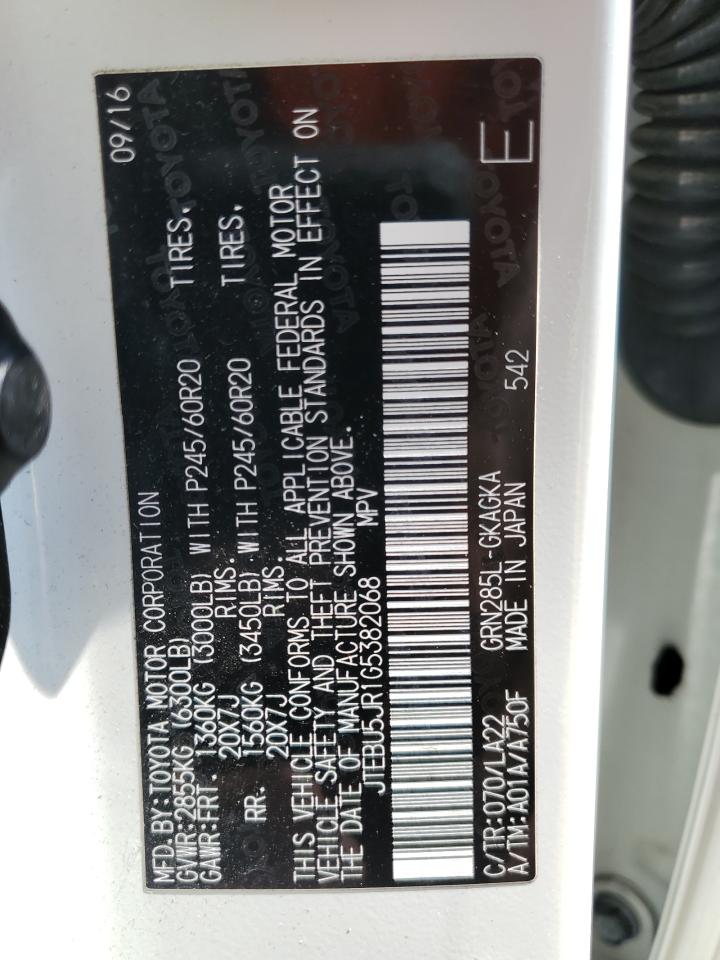 09/16
MFD.BY:TOYOTA MOTOR CORPORATION
GVWR:2855KG (6300LB)
GAWR:FRT. 1360KG (3000LB) WITH P245/60R20 TIRES,
20X7J RIMS.
RR. 1560KG (3450LB) WITH P245/60R20 TIRES,
20X7J RIMS.
THIS VEHICLE CONFORMS TO ALL APPLICABLE FEDERAL MOTOR
VEHICLE SAFETY AND THEFT PREVENTION STANDARDS IN EFFECT ON
THE DATE OF MANUFACTURE SHOWN ABOVE.
JTEBU5JR1G5382068 MPV
C/TR:070/LA22 GRN285L-GKAGKA
A/TM:A01A/A750F MADE IN JAPAN 542
E